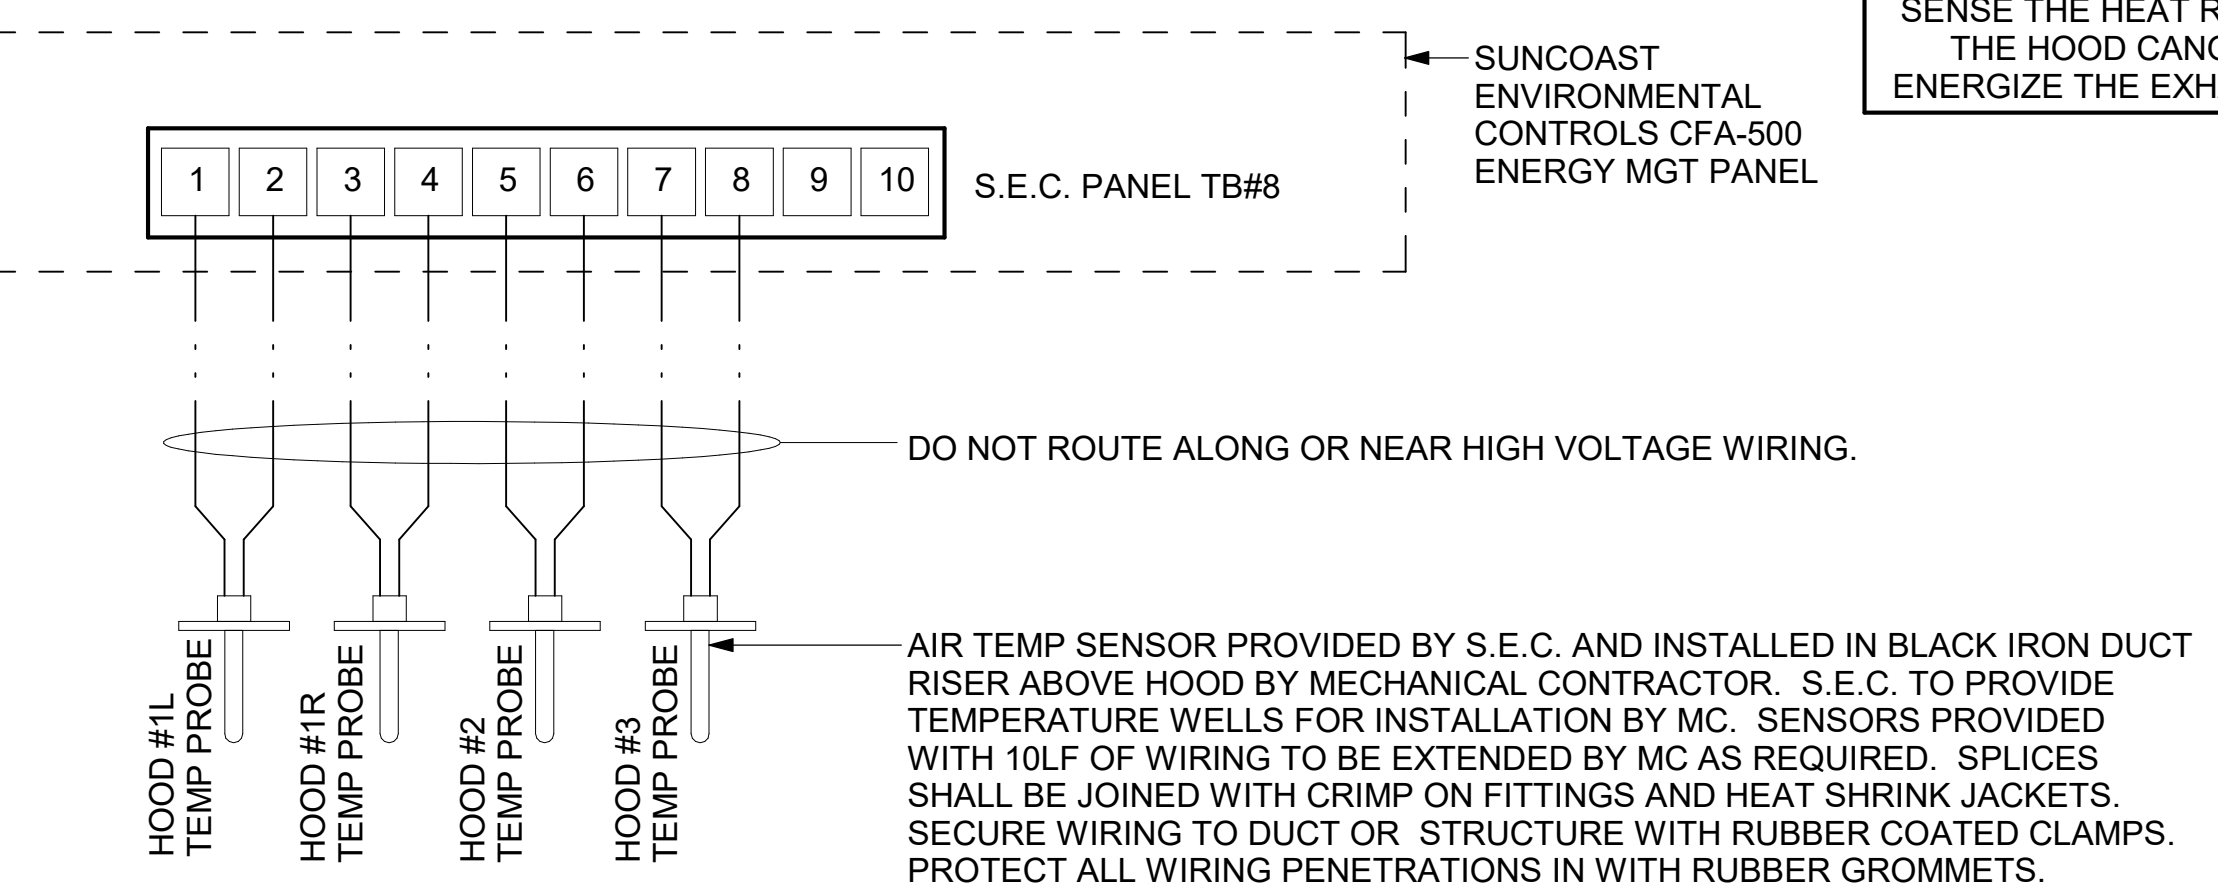 SENSE THE HEAT
THE HOOD
ENERGIZE THE
SUNCOAST
ENVIRONMENTAL
CONTROLS CFA-500
ENERGY MGT PANEL
1 2 3 4 5 6 7 8 9 10
S.E.C. PANEL TB#8
DO NOT ROUTE ALONG OR NEAR HIGH VOLTAGE WIRING.
HOOD #1L
TEMP PROBE
HOOD #1R
TEMP PROBE
HOOD #2
TEMP PROBE
HOOD #3
TEMP PROBE
AIR TEMP SENSOR PROVIDED BY S.E.C. AND INSTALLED IN BLACK IRON DUCT
RISER ABOVE HOOD BY MECHANICAL CONTRACTOR. S.E.C. TO PROVIDE
TEMPERATURE WELLS FOR INSTALLATION BY MC. SENSORS PROVIDED
WITH 10LF OF WIRING TO BE EXTENDED BY MC AS REQUIRED. SPLICES
SHALL BE JOINED WITH CRIMP ON FITTINGS AND HEAT SHRINK JACKETS.
SECURE WIRING TO DUCT OR STRUCTURE WITH RUBBER COATED CLAMPS.
PROTECT ALL WIRING PENETRATIONS IN WITH RUBBER GROMMETS.